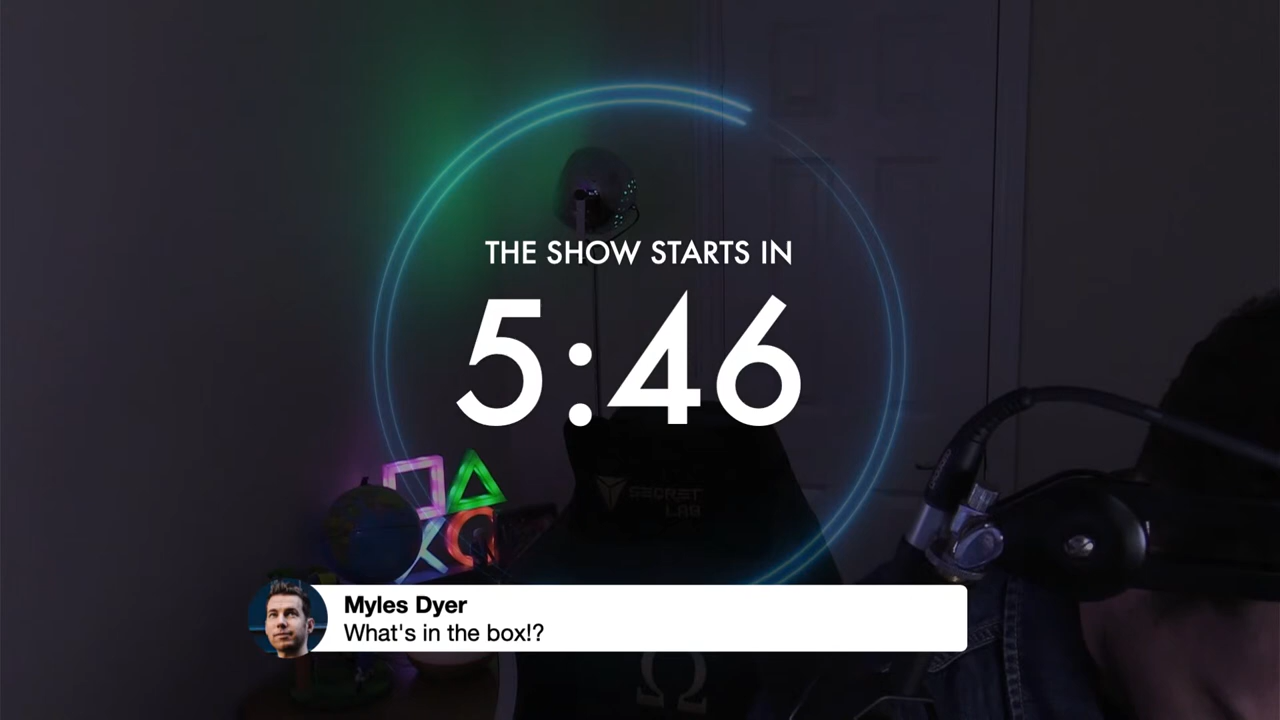 THE SHOW STARTS IN
5:46
SECRET
LAB
Myles Dyer
What's in the box!?
Ω